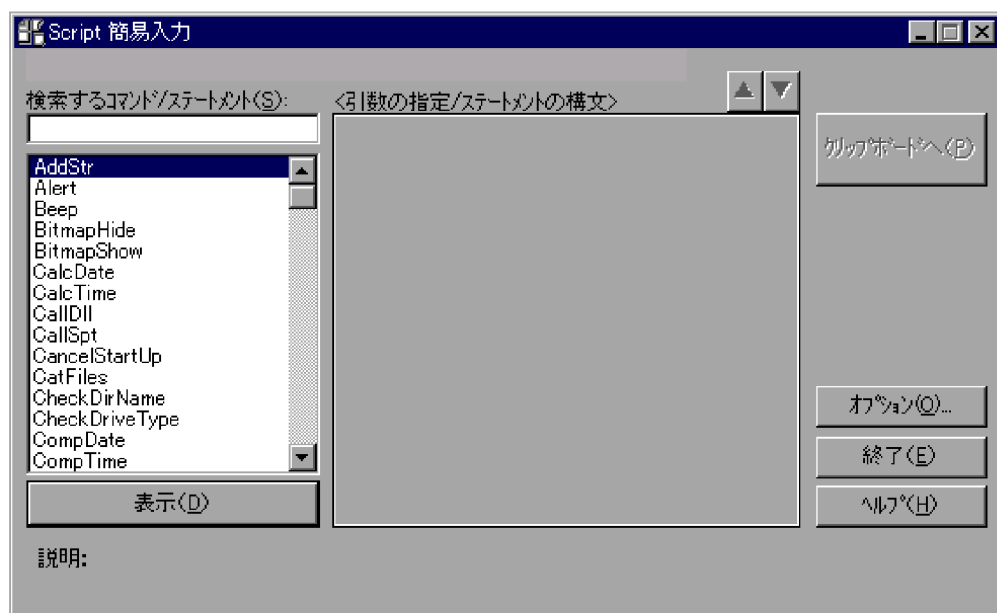 Script 簡易入力
検索するｺﾏﾝﾄﾞ/ｽﾃｰﾄﾒﾝﾄ(S):
<引数の指定/ｽﾃｰﾄﾒﾝﾄの構文>
ｸﾘｯﾌﾟﾎﾞｰﾄﾞへ(P)
AddStr
Alert
Beep
BitmapHide
BitmapShow
CalcDate
CalcTime
CallDll
CallSpt
CancelStartUp
CatFiles
CheckDirName
CheckDriveType
CompDate
CompTime
ｵﾌﾟｼｮﾝ(O)...
終了(E)
表示(D)
ﾍﾙﾌﾟ(H)
説明: